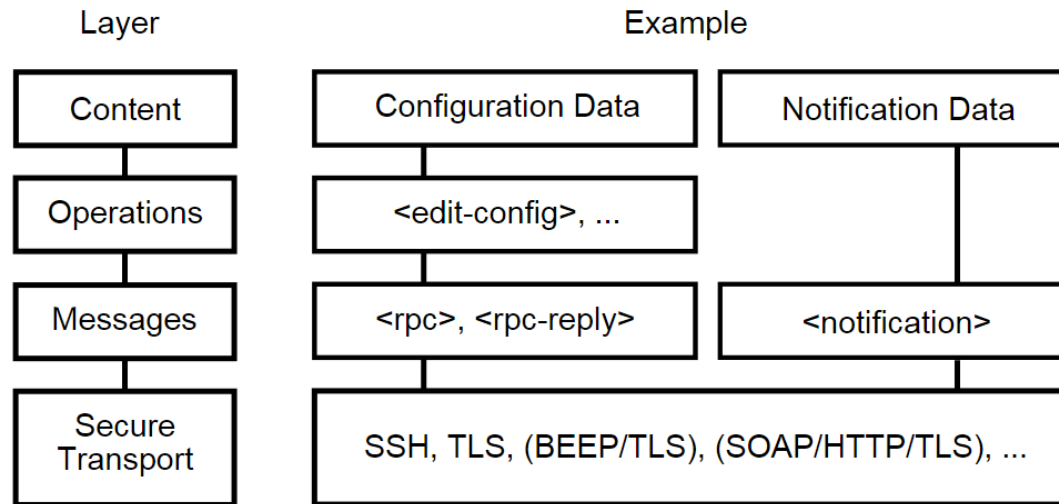 Layer Example
Content Configuration Data Notification Data
Operations <edit-config>, ...
Messages <rpc>, <rpc-reply> <notification>
Secure
Transport
SSH, TLS, (BEEP/TLS), (SOAP/HTTP/TLS), ...